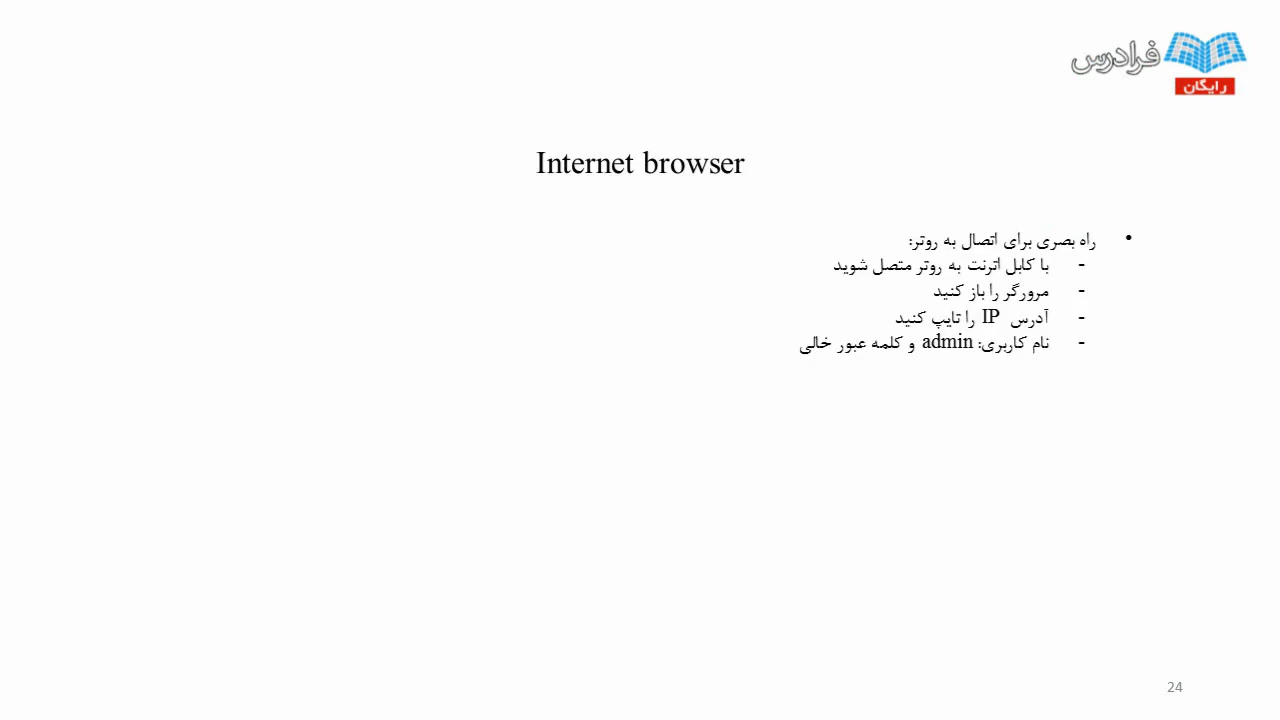 فرادرس
رایگان
Internet browser
• راه بصری برای اتصال به روتر:
- با کابل اترنت به روتر متصل شوید
- مرورگر را باز کنید
- آدرس IP را تایپ کنید
- نام کاربری: admin و کلمه عبور خالی
24